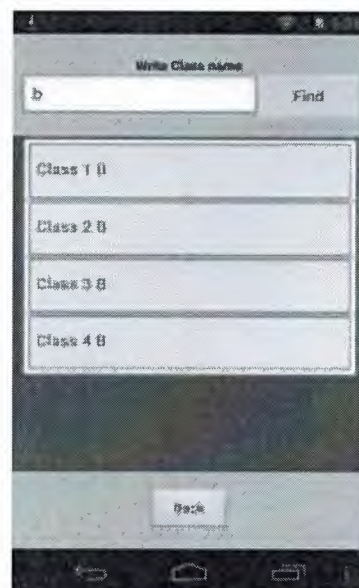 Write Class name
b
Find
Class 1 B
Class 2 B
Class 3 B
Class 4 B
Back